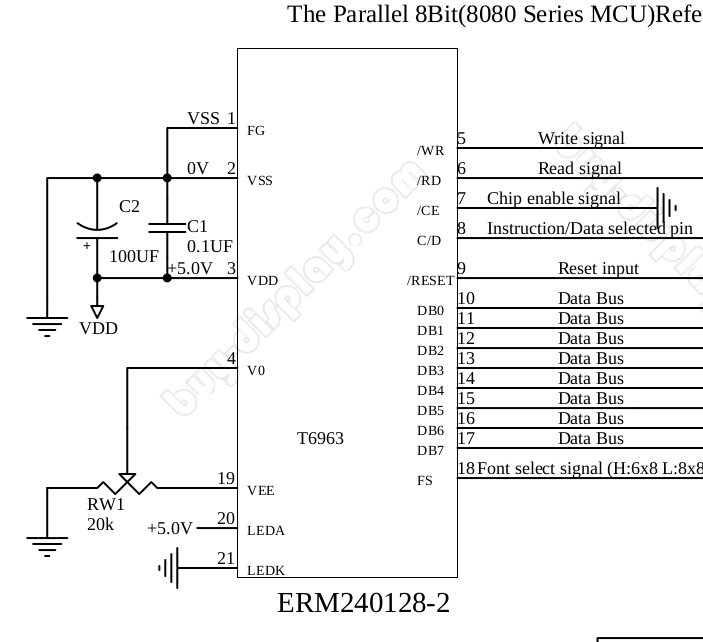 The Parallel 8Bit(8080 Series MCU)Refe
VSS 1
FG
0V 2
VSS
C2
+
100UF
C1
0.1UF
+5.0V 3
VDD
VDD
4
V0
T6963
RW1
20k
19
VEE
+5.0V 20
LEDA
21
LEDK
/WR 5 Write signal
/RD 6 Read signal
/CE 7 Chip enable signal
C/D 8 Instruction/Data selected pin
/RESET 9 Reset input
DB0 10 Data Bus
DB1 11 Data Bus
DB2 12 Data Bus
DB3 13 Data Bus
DB4 14 Data Bus
DB5 15 Data Bus
DB6 16 Data Bus
DB7 17 Data Bus
FS 18 Font select signal (H:6x8 L:8x8
ERM240128-2
buydisplay.com
buydisplay